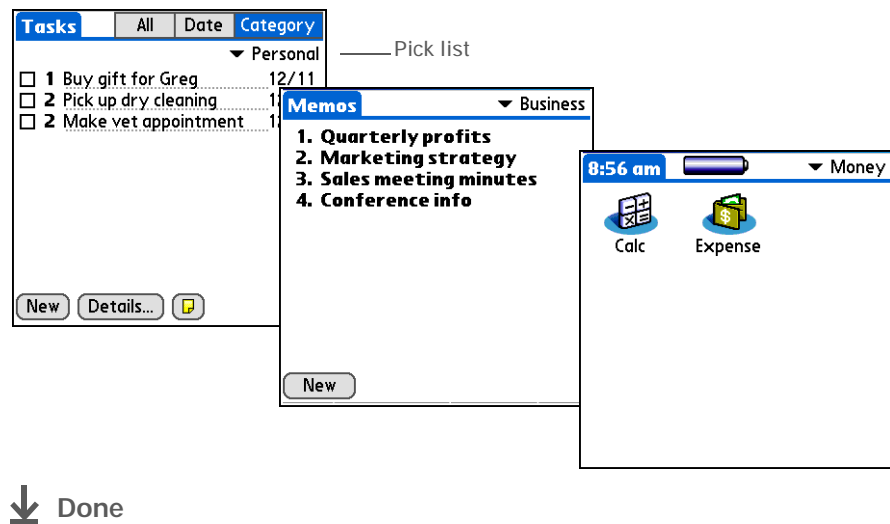 Tasks All Date Category
Personal
Pick list
1 Buy gift for Greg 12/11
2 Pick up dry cleaning 1
2 Make vet appointment 1
New Details...
Memos Business
1. Quarterly profits
2. Marketing strategy
3. Sales meeting minutes
4. Conference info
New
8:56 am Money
Calc Expense
Done